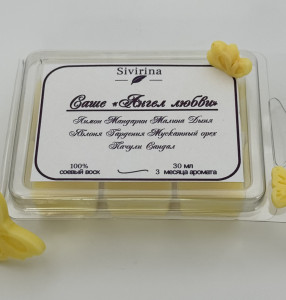 Sivirina
Саше «Ангел любви»
Лимон Мандарин Малина Дыня
Яблоня Гардения Мускатный орех
Пачули Сандал
100% 30 мл
соевый воск 3 месяца аромата